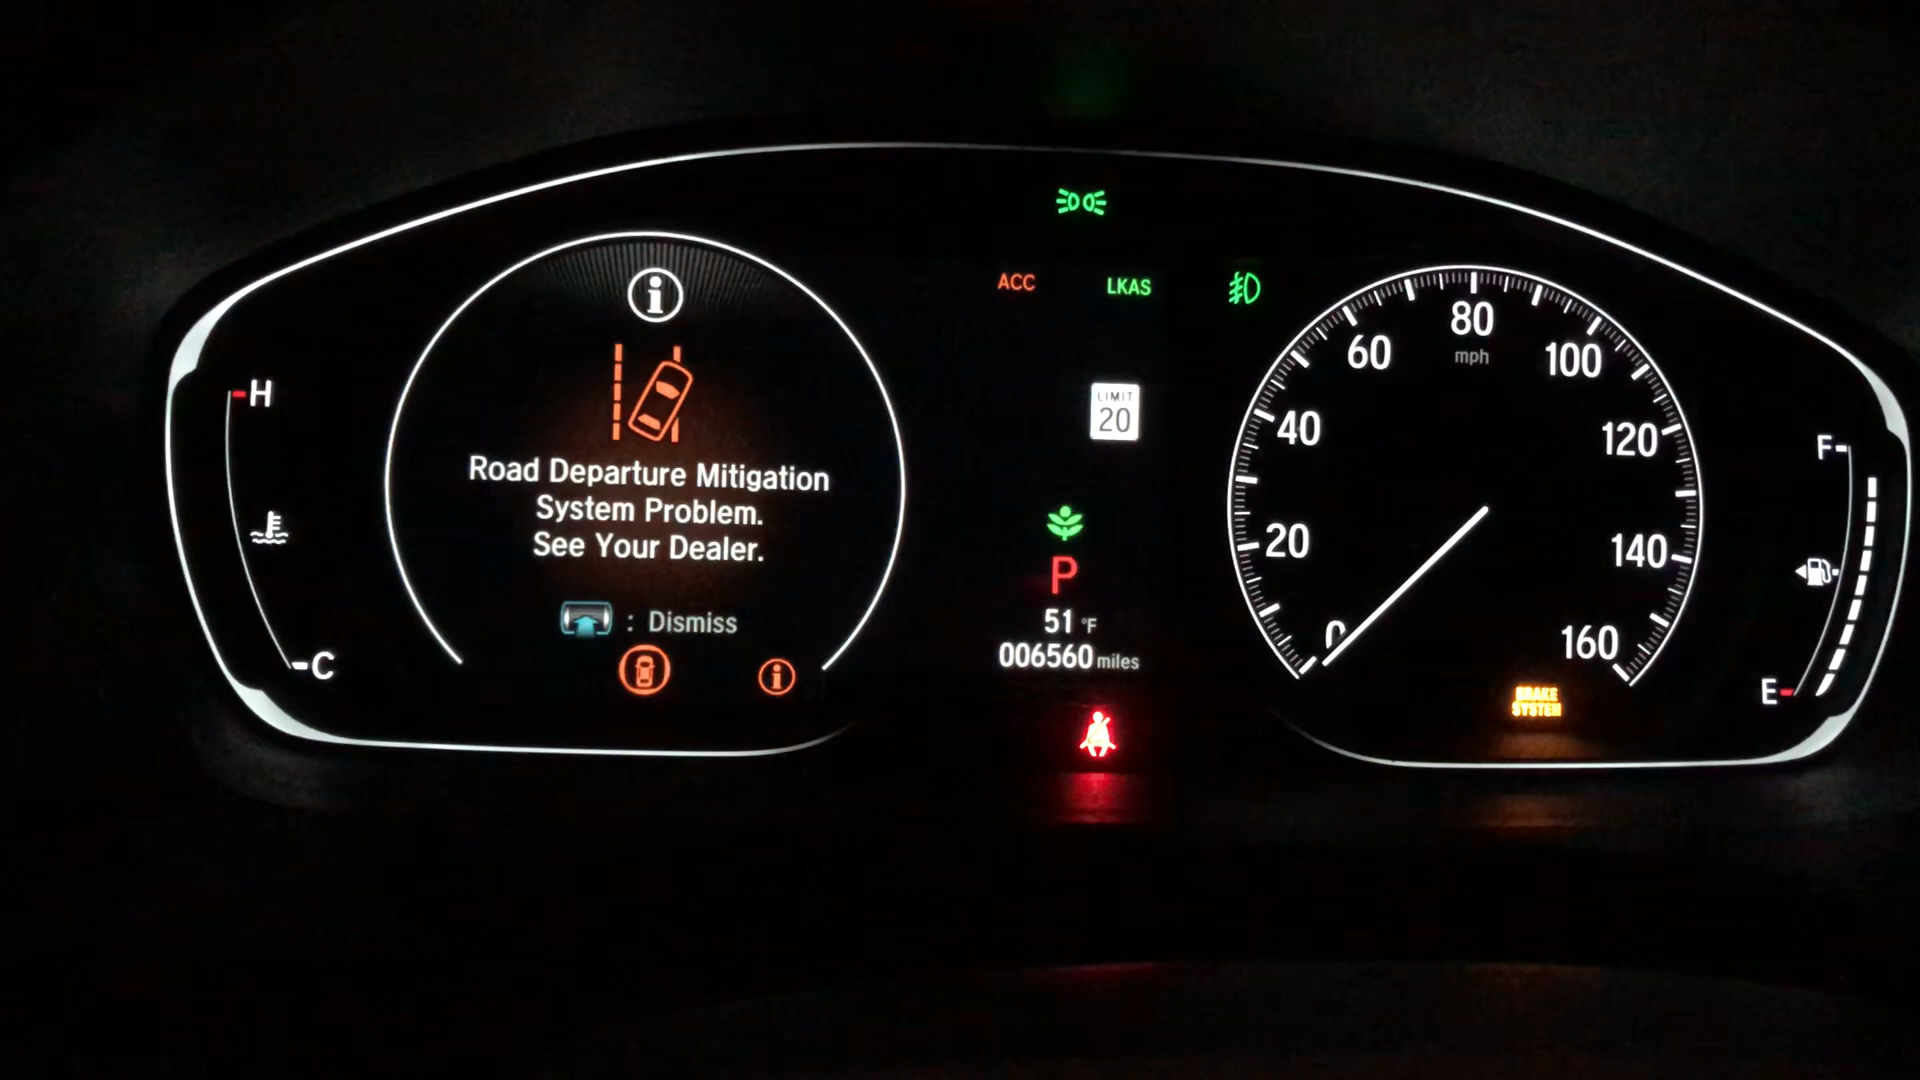 ACC
LKAS
H
Road Departure Mitigation
System Problem.
See Your Dealer.
: Dismiss
C
LIMIT
20
P
51 °F
006560 miles
0
20
40
60
80
mph
100
120
140
160
BRAKE
SYSTEM
F
E